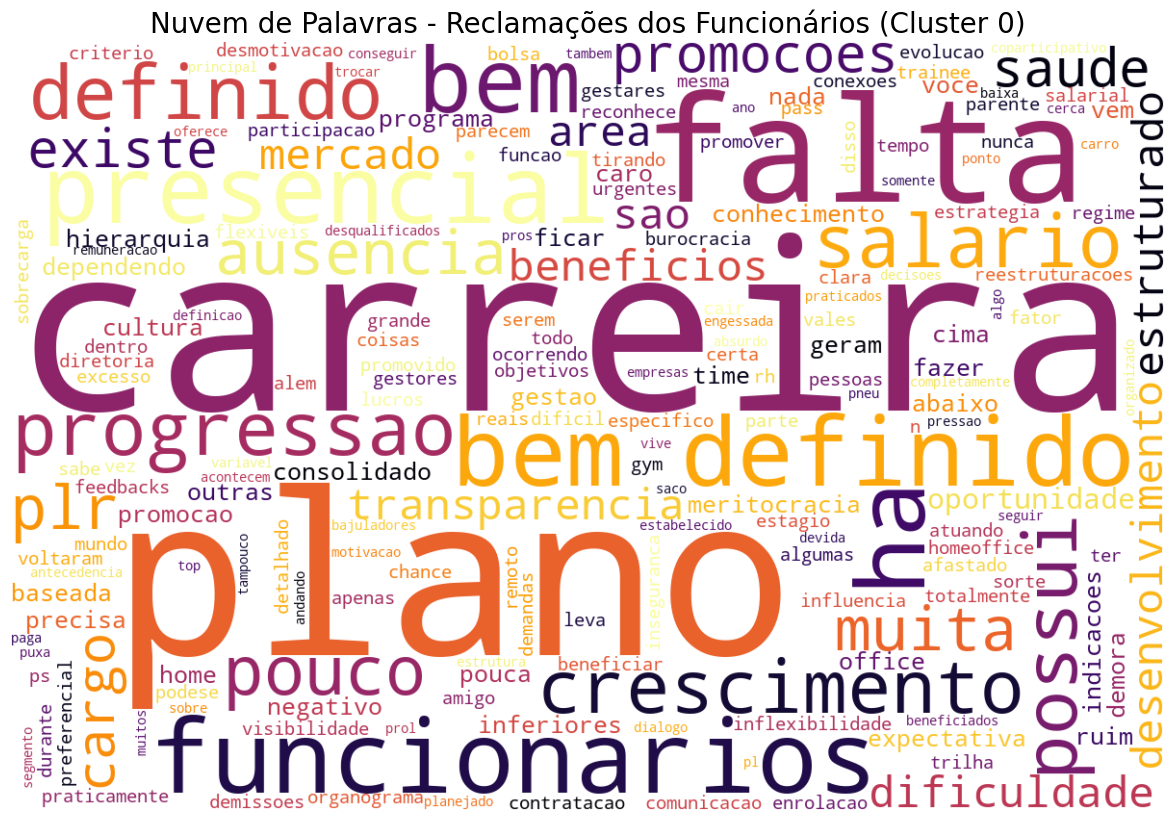 Nuvem de Palavras - Reclamações dos Funcionários (Cluster 0)
criterio desmotivacao conseguir bolsa tambem promocoes evolucao coparticipativo
principal trocar bem gestares mesma conexoes trainee saude
definido reconhece nada pass voce baixa salarial
oferece participacao programa parecem area ano promover parente cerca vem
existe mercado funcao tirando disso tempo nunca ponto carro
presencial caro urgentes falta somente
sao conhecimento estrategia regime estruturado
hierarquia flexiveis desqualificados pros ficar burocracia salario
remuneracao ausencia beneficios clara decisoes reestruturacoes
sobrecarga dependendo
carreira
definicao grande serem cair engessada praticados vales algo fator
cultura coisas todo absurdo cima
dentro ocorrendo certa geram
diretoria promovido objetivos empresas time rh pessoas fazer completamente
excesso alem gestores pneu organizado
lucros gestao abaixo
progressao reais dificil especifico parte n pressao
bem definido
sabe vez variavel consolidado vive gym
feedbacks acontecem outras saco
plr promocao transparencia meritocracia ha oportunidade desenvolvimento
mundo bajuladores estabelecido estagio devida seguir
voltaram detalhado motivacao algumas atuando
antecedencia top tampouco plano chance remoto inseguranca homeoffice ter
baseada andando apenas demandas leva influencia afastado sorte possui
precisa totalmente indicacoes
paga muita demora
puxa cargo estrutura beneficiar office
ps home pouco pouca crescimento
preferencial podese sobre amigo
negativo
durante muitos visibilidade prol inferiores dialogo inflexibilidade beneficiados
segmento funcionarios expectativa ruim
pl trilha
praticamente demissoes organograma planejado contratacao comunicacao enrolacao dificuldade